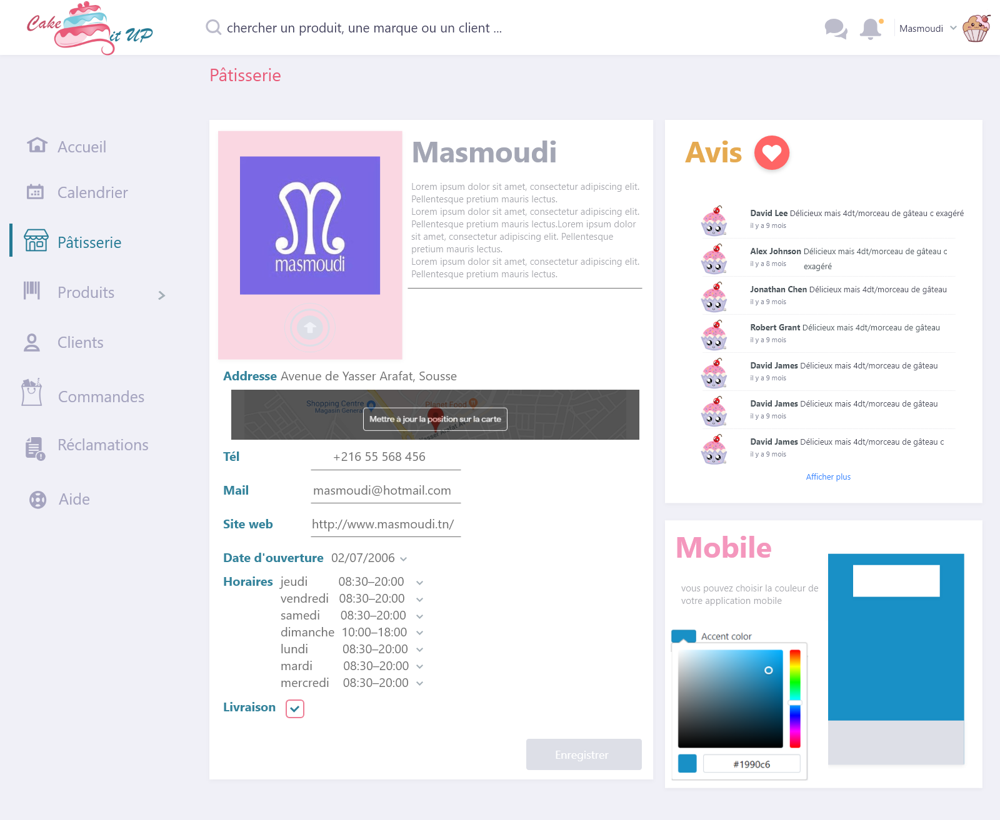 Cake it UP
chercher un produit, une marque ou un client ...
Masmoudi
Pâtisserie
Accueil
Calendrier
Pâtisserie
Produits
Clients
Commandes
Réclamations
Aide
masmoudi
Masmoudi
Lorem ipsum dolor sit amet, consectetur adipiscing elit.
Pellentesque pretium mauris lectus.
Lorem ipsum dolor sit amet, consectetur adipiscing elit.
Pellentesque pretium mauris lectus.Lorem ipsum dolor
sit amet, consectetur adipiscing elit. Pellentesque
pretium mauris lectus.
Lorem ipsum dolor sit amet, consectetur adipiscing elit.
Pellentesque pretium mauris lectus.
Addresse Avenue de Yasser Arafat, Sousse
Shopping Centre
Magasin General
Planet Food
Mettre à jour la position sur la carte
Yasser Arafat Av
Tél +216 55 568 456
Mail masmoudi@hotmail.com
Site web http://www.masmoudi.tn/
Date d'ouverture 02/07/2006
Horaires jeudi 08:30–20:00
vendredi 08:30–20:00
samedi 08:30–20:00
dimanche 10:00–18:00
lundi 08:30–20:00
mardi 08:30–20:00
mercredi 08:30–20:00
Livraison
Enregistrer
Avis
David Lee Délicieux mais 4dt/morceau de gâteau c exagéré
il y a 9 mois
Alex Johnson Délicieux mais 4dt/morceau de gâteau c
exagéré
il y a 8 mois
Jonathan Chen Délicieux mais 4dt/morceau de gâteau
il y a 9 mois
Robert Grant Délicieux mais 4dt/morceau de gâteau
il y a 9 mois
David James Délicieux mais 4dt/morceau de gâteau
il y a 9 mois
David James Délicieux mais 4dt/morceau de gâteau
il y a 9 mois
David James Délicieux mais 4dt/morceau de gâteau c
il y a 9 mois
Afficher plus
Mobile
vous pouvez choisir la couleur de
votre application mobile
Accent color
#1990c6